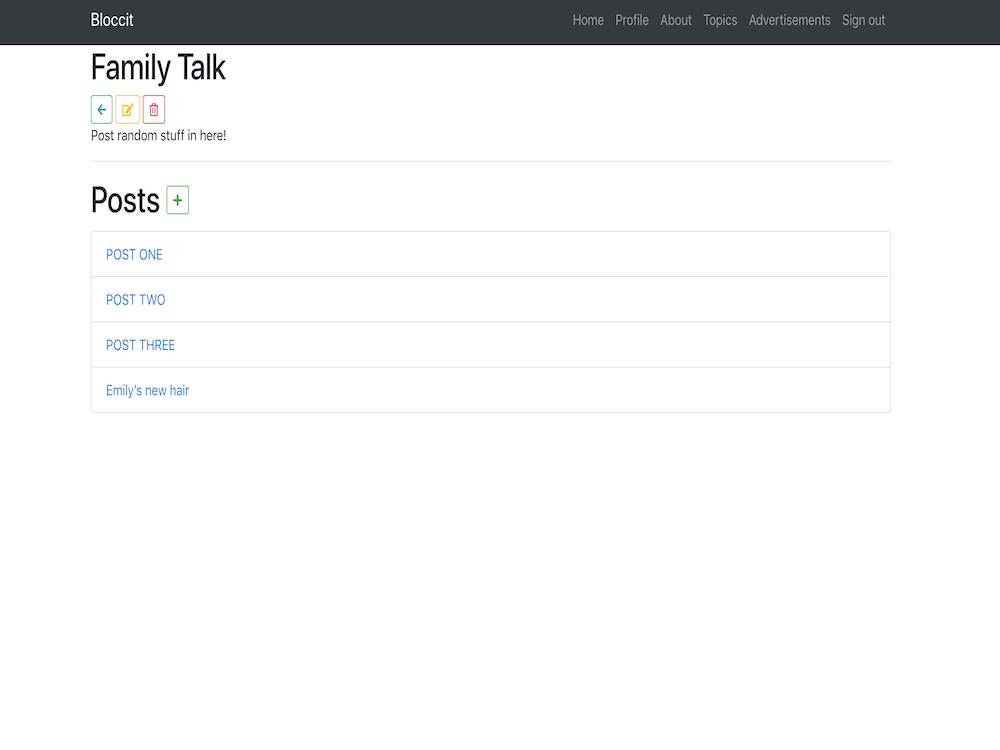 Bloccit Home Profile About Topics Advertisements Sign out
Family Talk
Post random stuff in here!
Posts +
POST ONE
POST TWO
POST THREE
Emily's new hair